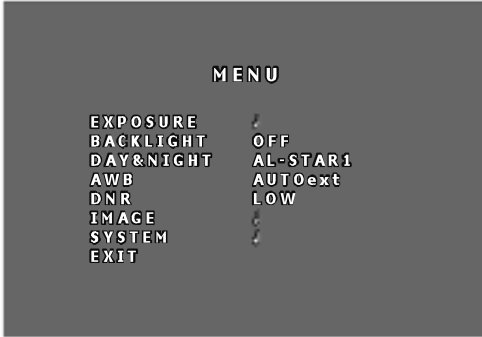 MENU
EXPOSURE ↲
BACKLIGHT OFF
DAY&NIGHT AL-STAR1
AWB AUTOext
DNR LOW
IMAGE ↲
SYSTEM ↲
EXIT